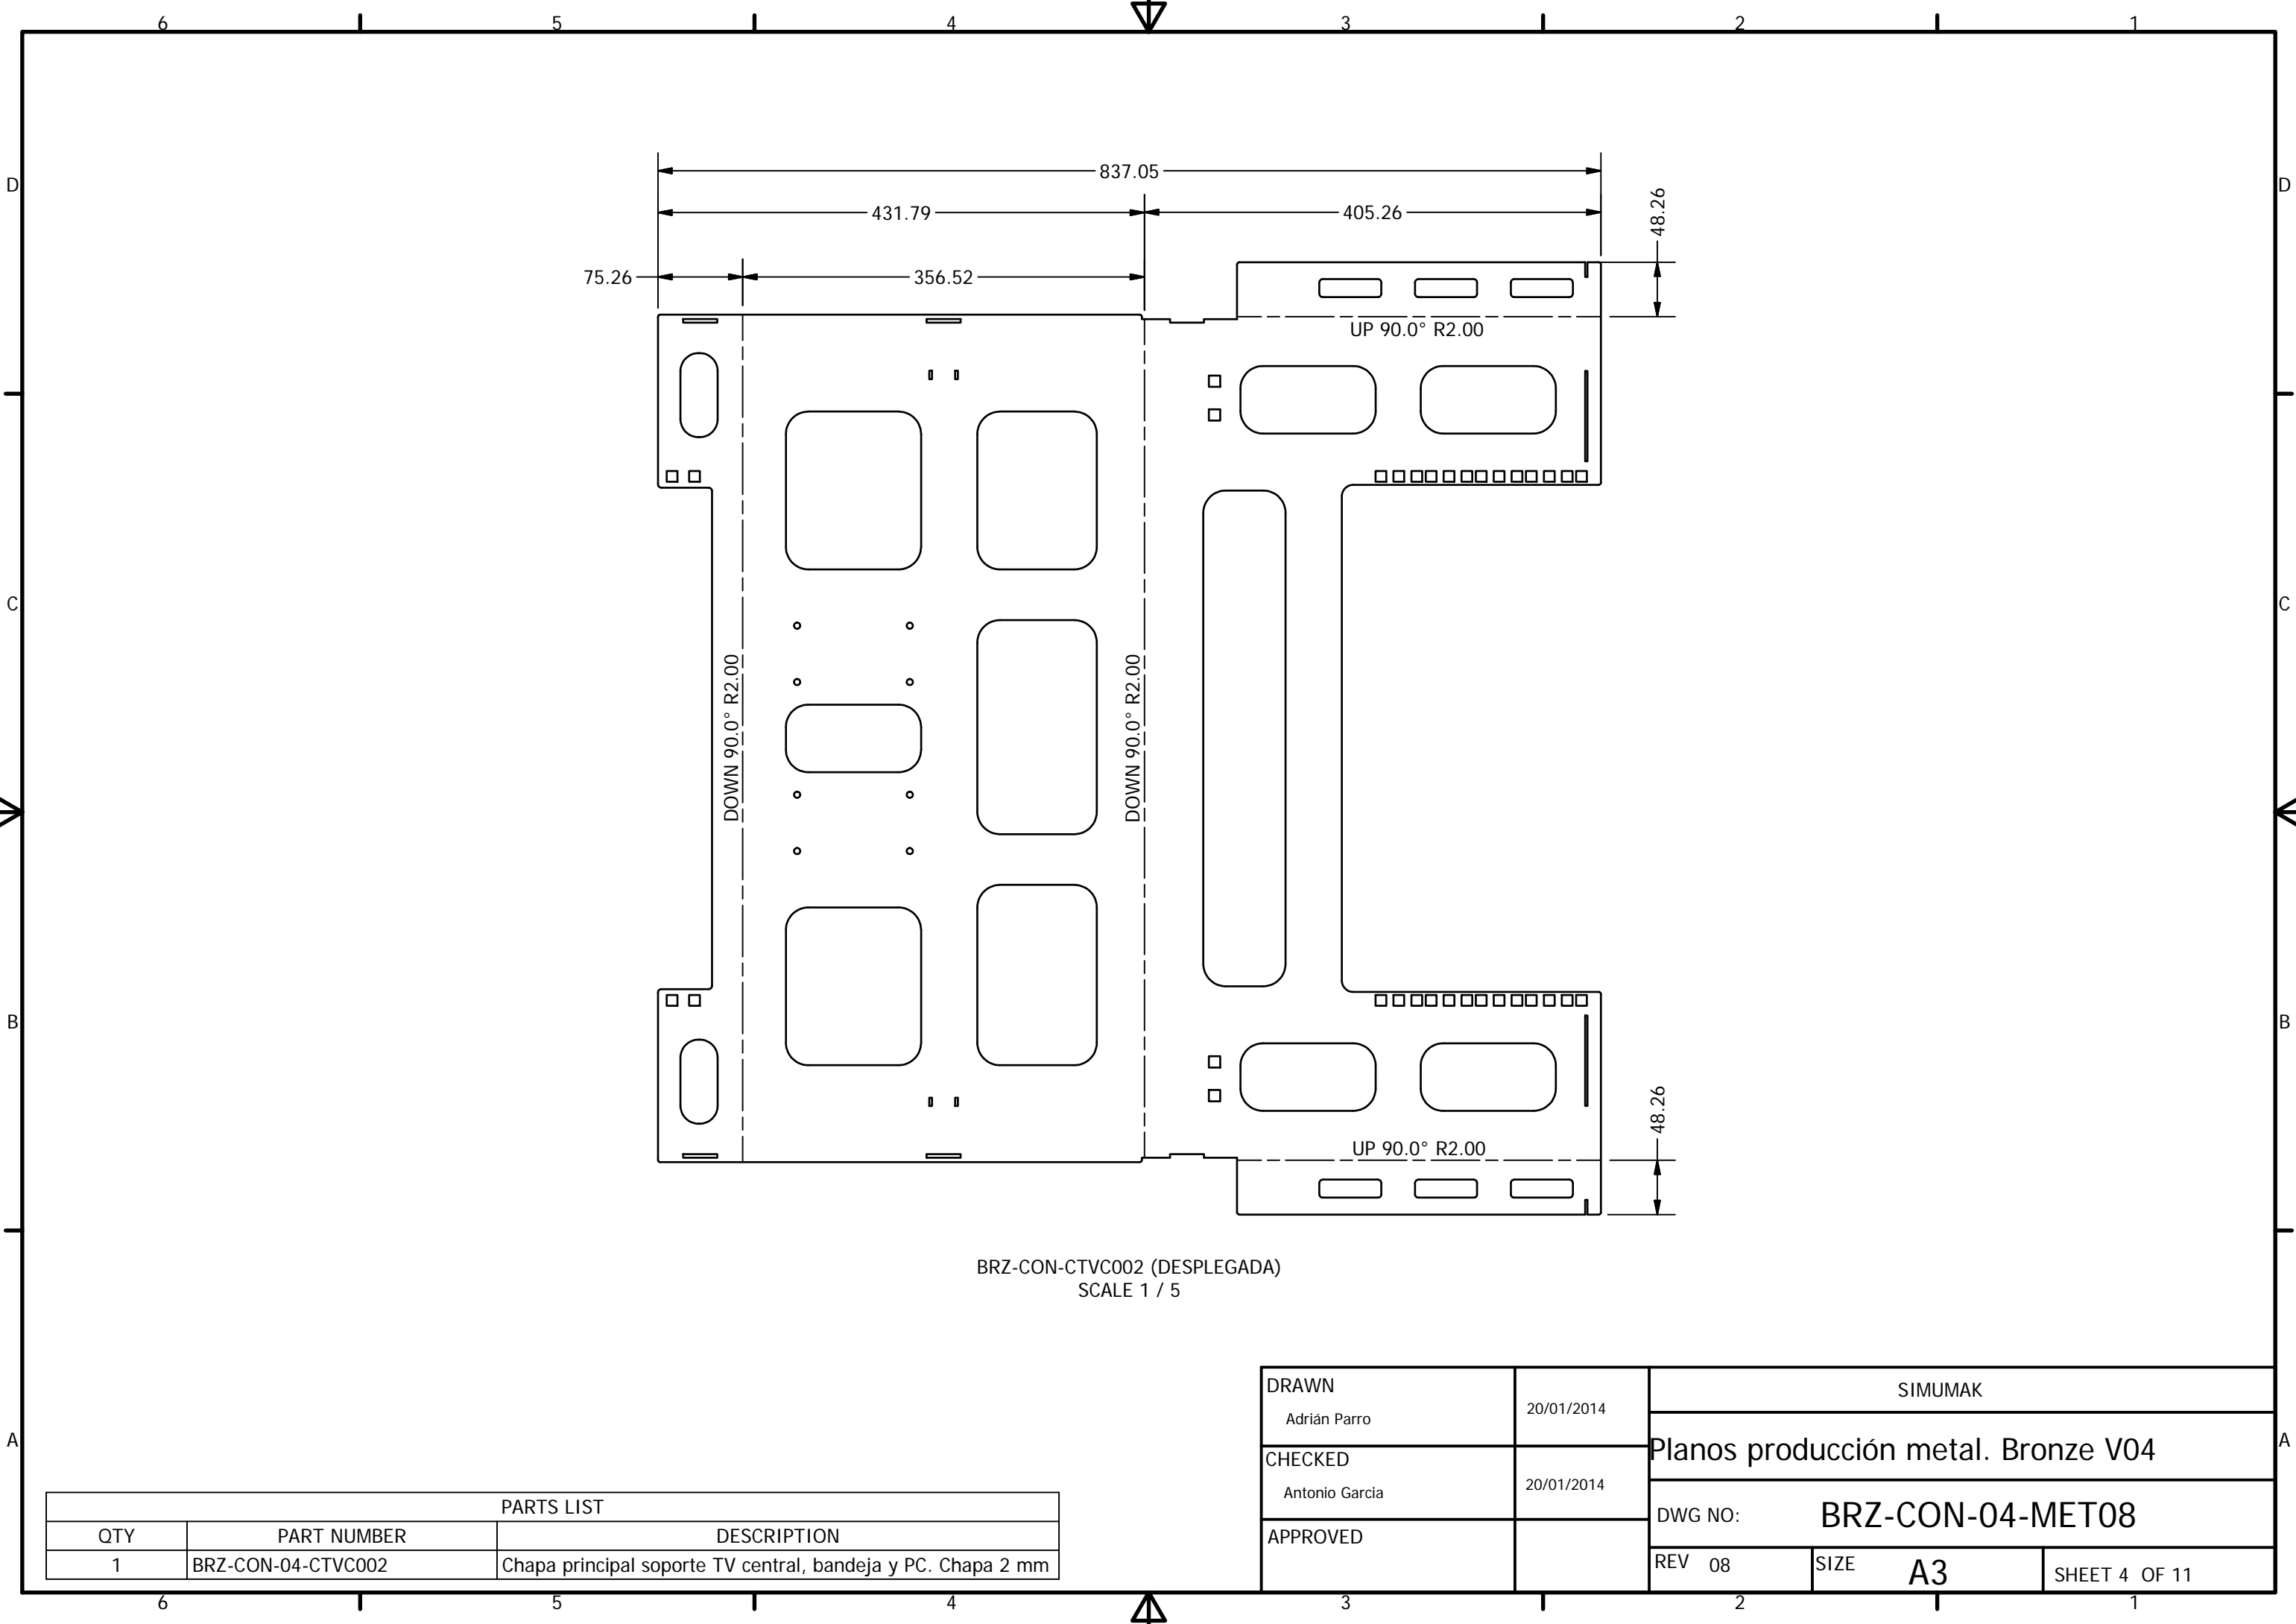 6 5 4 3 2 1
837.05
431.79 405.26
48.26
75.26 356.52
D D
UP 90.0° R2.00
C C
DOWN 90.0° R2.00
DOWN 90.0° R2.00
B B
48.26
UP 90.0° R2.00
BRZ-CON-CTVC002 (DESPLEGADA)
SCALE 1 / 5
A A
DRAWN
Adrián Parro
20/01/2014
CHECKED
Antonio Garcia
20/01/2014
APPROVED
SIMUMAK
Planos producción metal. Bronze V04
DWG NO: BRZ-CON-04-MET08
REV 08 SIZE A3 SHEET 4 OF 11
PARTS LIST
QTY PART NUMBER DESCRIPTION
1 BRZ-CON-04-CTVC002 Chapa principal soporte TV central, bandeja y PC. Chapa 2 mm
6 5 4 3 2 1